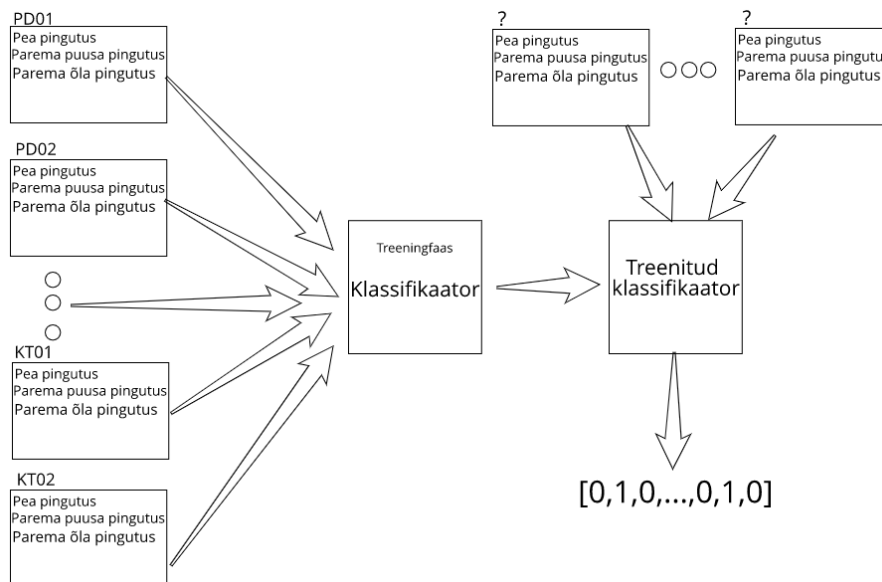 PD01
Pea pingutus
Parema puusa pingutus
Parema õla pingutus
PD02
Pea pingutus
Parema puusa pingutus
Parema õla pingutus
KT01
Pea pingutus
Parema puusa pingutus
Parema õla pingutus
KT02
Pea pingutus
Parema puusa pingutus
Parema õla pingutus
Treeningfaas
Klassifikaator
?
Pea pingutus
Parema puusa pingutus
Parema õla pingutus
?
Pea pingutus
Parema puusa pingutus
Parema õla pingutus
Treenitud
klassifikaator
[0,1,0,...,0,1,0]